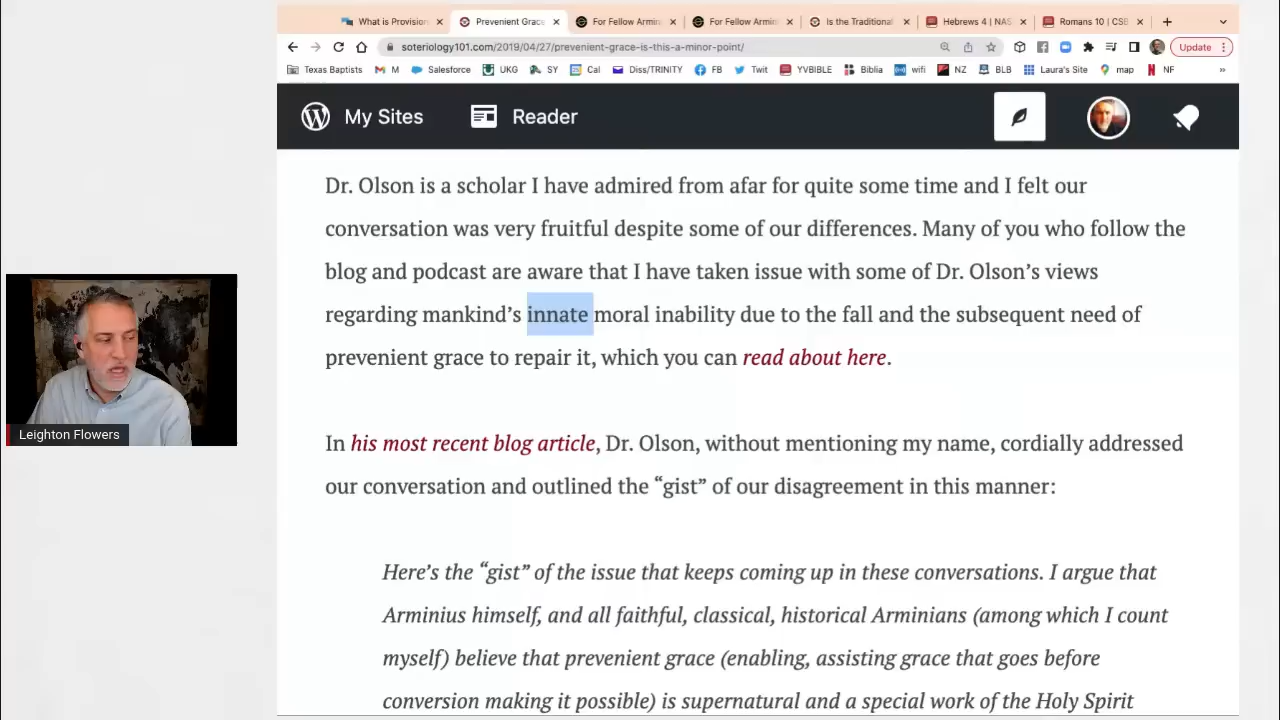 What is Provision
Prevenient Grace
For Fellow Armin
For Fellow Armin
Is the Traditional
Hebrews 4 | NAS
Romans 10 | CSB
soteriology101.com/2019/04/27/prevenient-grace-is-this-a-minor-point/
Update
Texas Baptists
M
Salesforce
UKG
SY
Cal
Diss/TRINITY
FB
Twit
YVBIBLE
Biblia
wifi
NZ
BLB
Laura's Site
map
NF
»
My Sites
Reader
Dr. Olson is a scholar I have admired from afar for quite some time and I felt our
conversation was very fruitful despite some of our differences. Many of you who follow the
blog and podcast are aware that I have taken issue with some of Dr. Olson’s views
regarding mankind’s innate moral inability due to the fall and the subsequent need of
prevenient grace to repair it, which you can read about here.
In his most recent blog article, Dr. Olson, without mentioning my name, cordially addressed
our conversation and outlined the “gist” of our disagreement in this manner:
Here’s the “gist” of the issue that keeps coming up in these conversations. I argue that
Arminius himself, and all faithful, classical, historical Arminians (among which I count
myself) believe that prevenient grace (enabling, assisting grace that goes before
conversion making it possible) is supernatural and a special work of the Holy Spirit
Leighton Flowers